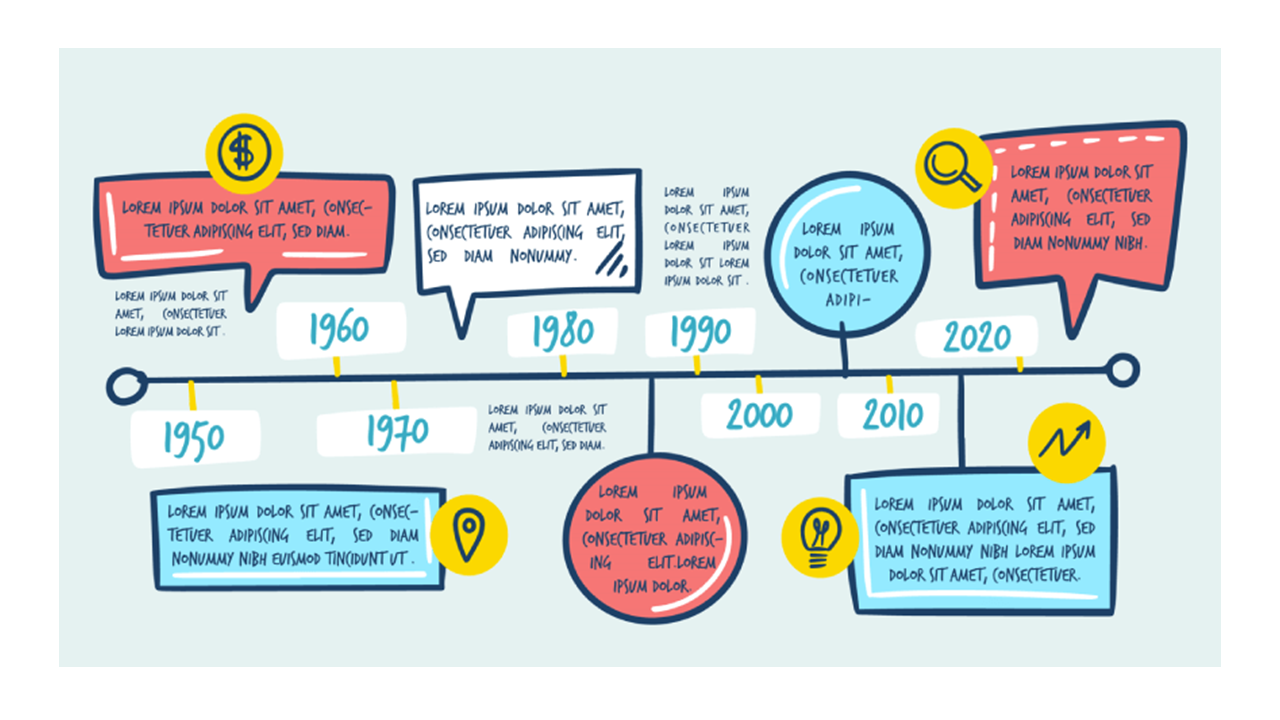 $
LOREM IPSUM DOLOR SIT AMET, CONSEC-
TETUER ADIPISCING ELIT, SED DIAM.
LOREM IPSUM DOLOR SIT
AMET, CONSECTETUER
LOREM IPSUM DOLOR SIT .
LOREM IPSUM DOLOR SIT AMET,
CONSECTETUER ADIPISCING ELIT,
SED DIAM NONUMMY.
LOREM IPSUM
DOLOR SIT AMET,
CONSECTETUER
LOREM IPSUM
DOLOR SIT LOREM
IPSUM DOLOR SIT .
LOREM IPSUM
DOLOR SIT AMET,
CONSECTETUER
ADIPI-
LOREM IPSUM DOLOR SIT
AMET, CONSECTETUER
ADIPISCING ELIT, SED
DIAM NONUMMY NIBH.
1960
1980
1990
2020
1950
1970
2000
2010
LOREM IPSUM DOLOR SIT
AMET, CONSECTETUER
ADIPISCING ELIT, SED DIAM.
LOREM IPSUM DOLOR SIT AMET, CONSEC-
TETUER ADIPISCING ELIT, SED DIAM
NONUMMY NIBH EUISMOD TINCIDUNT UT .
LOREM IPSUM
DOLOR SIT AMET,
CONSECTETUER ADIPISC-
ING ELIT.LOREM
IPSUM DOLOR.
LOREM IPSUM DOLOR SIT AMET,
CONSECTETUER ADIPISCING ELIT, SED
DIAM NONUMMY NIBH LOREM IPSUM
DOLOR SIT AMET, CONSECTETUER.